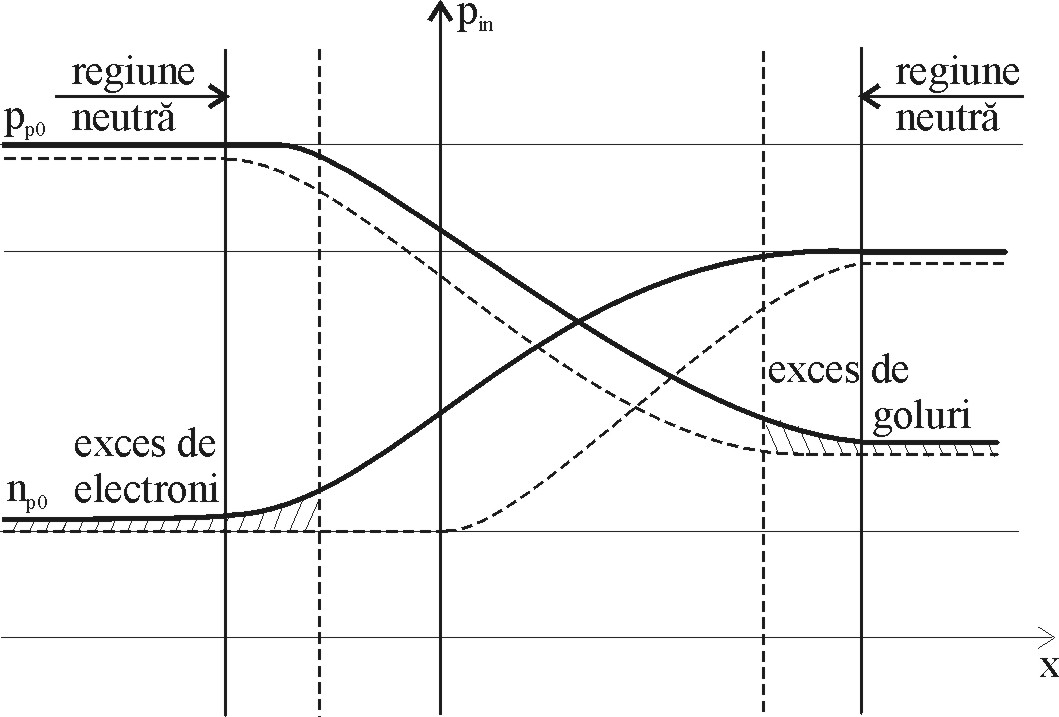 p_in
regiune
neutră
regiune
neutră
p_p0
exces de
goluri
exces de
electroni
n_p0
x